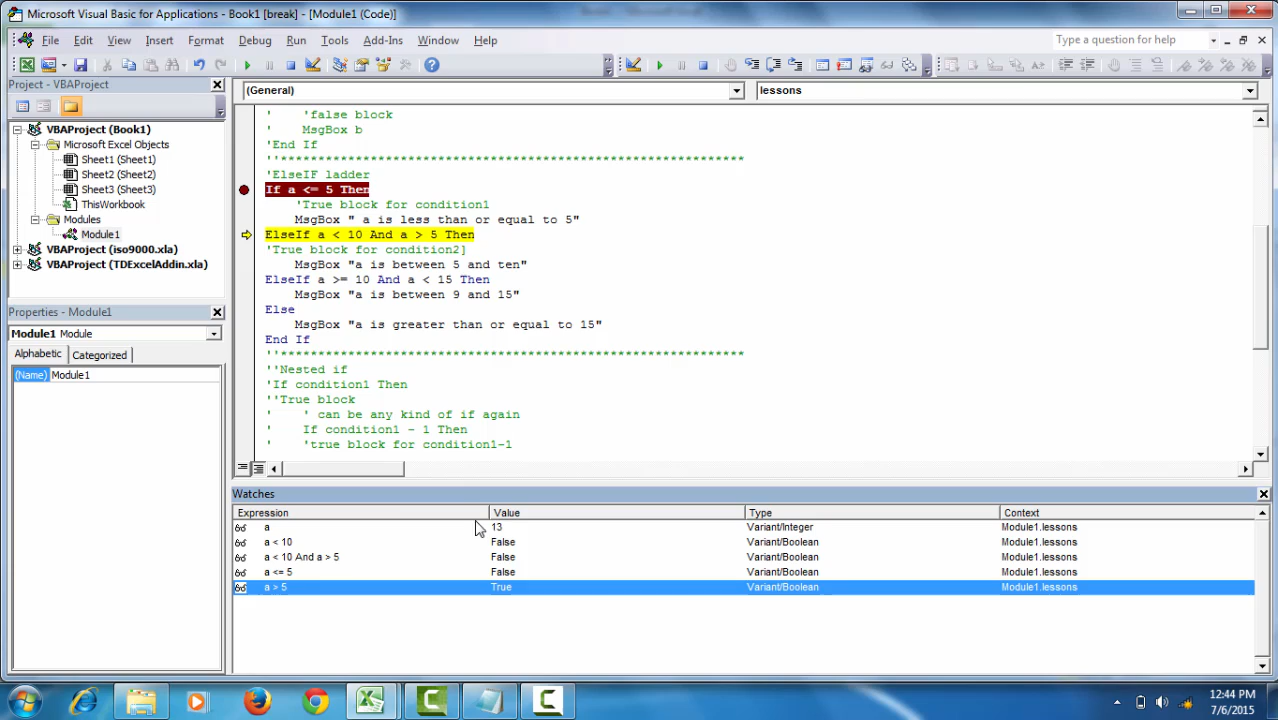 Microsoft Visual Basic for Applications - Book1 [break] - [Module1 (Code)]
File Edit View Insert Format Debug Run Tools Add-Ins Window Help
Type a question for help
Project - VBAProject
(General)
lessons
VBAProject (Book1)
Microsoft Excel Objects
Sheet1 (Sheet1)
Sheet2 (Sheet2)
Sheet3 (Sheet3)
ThisWorkbook
Modules
Module1
VBAProject (iso9000.xla)
VBAProject (TDExcelAddin.xla)
Properties - Module1
Module1 Module
Alphabetic Categorized
(Name) Module1
' 'false block
' MsgBox b
'End If
''**************************************************************
'ElseIF ladder
If a <= 5 Then
'True block for condition1
MsgBox " a is less than or equal to 5"
ElseIf a < 10 And a > 5 Then
'True block for condition2]
MsgBox "a is between 5 and ten"
ElseIf a >= 10 And a < 15 Then
MsgBox "a is between 9 and 15"
Else
MsgBox "a is greater than or equal to 15"
End If
''**************************************************************
''Nested if
'If condition1 Then
''True block
' ' can be any kind of if again
' If condition1 - 1 Then
' 'true block for condition1-1
Watches
Expression Value Type Context
a 13 Variant/Integer Module1.lessons
a < 10 False Variant/Boolean Module1.lessons
a < 10 And a > 5 False Variant/Boolean Module1.lessons
a <= 5 False Variant/Boolean Module1.lessons
a > 5 True Variant/Boolean Module1.lessons
12:44 PM
7/6/2015